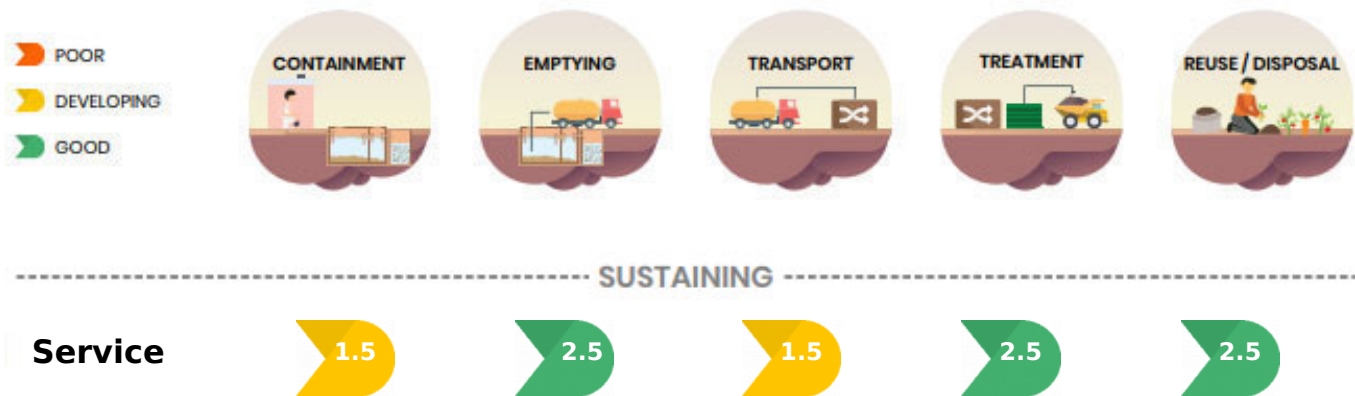 POOR
DEVELOPING
GOOD
CONTAINMENT
EMPTYING
TRANSPORT
TREATMENT
REUSE / DISPOSAL
SUSTAINING
Service
1.5
2.5
1.5
2.5
2.5